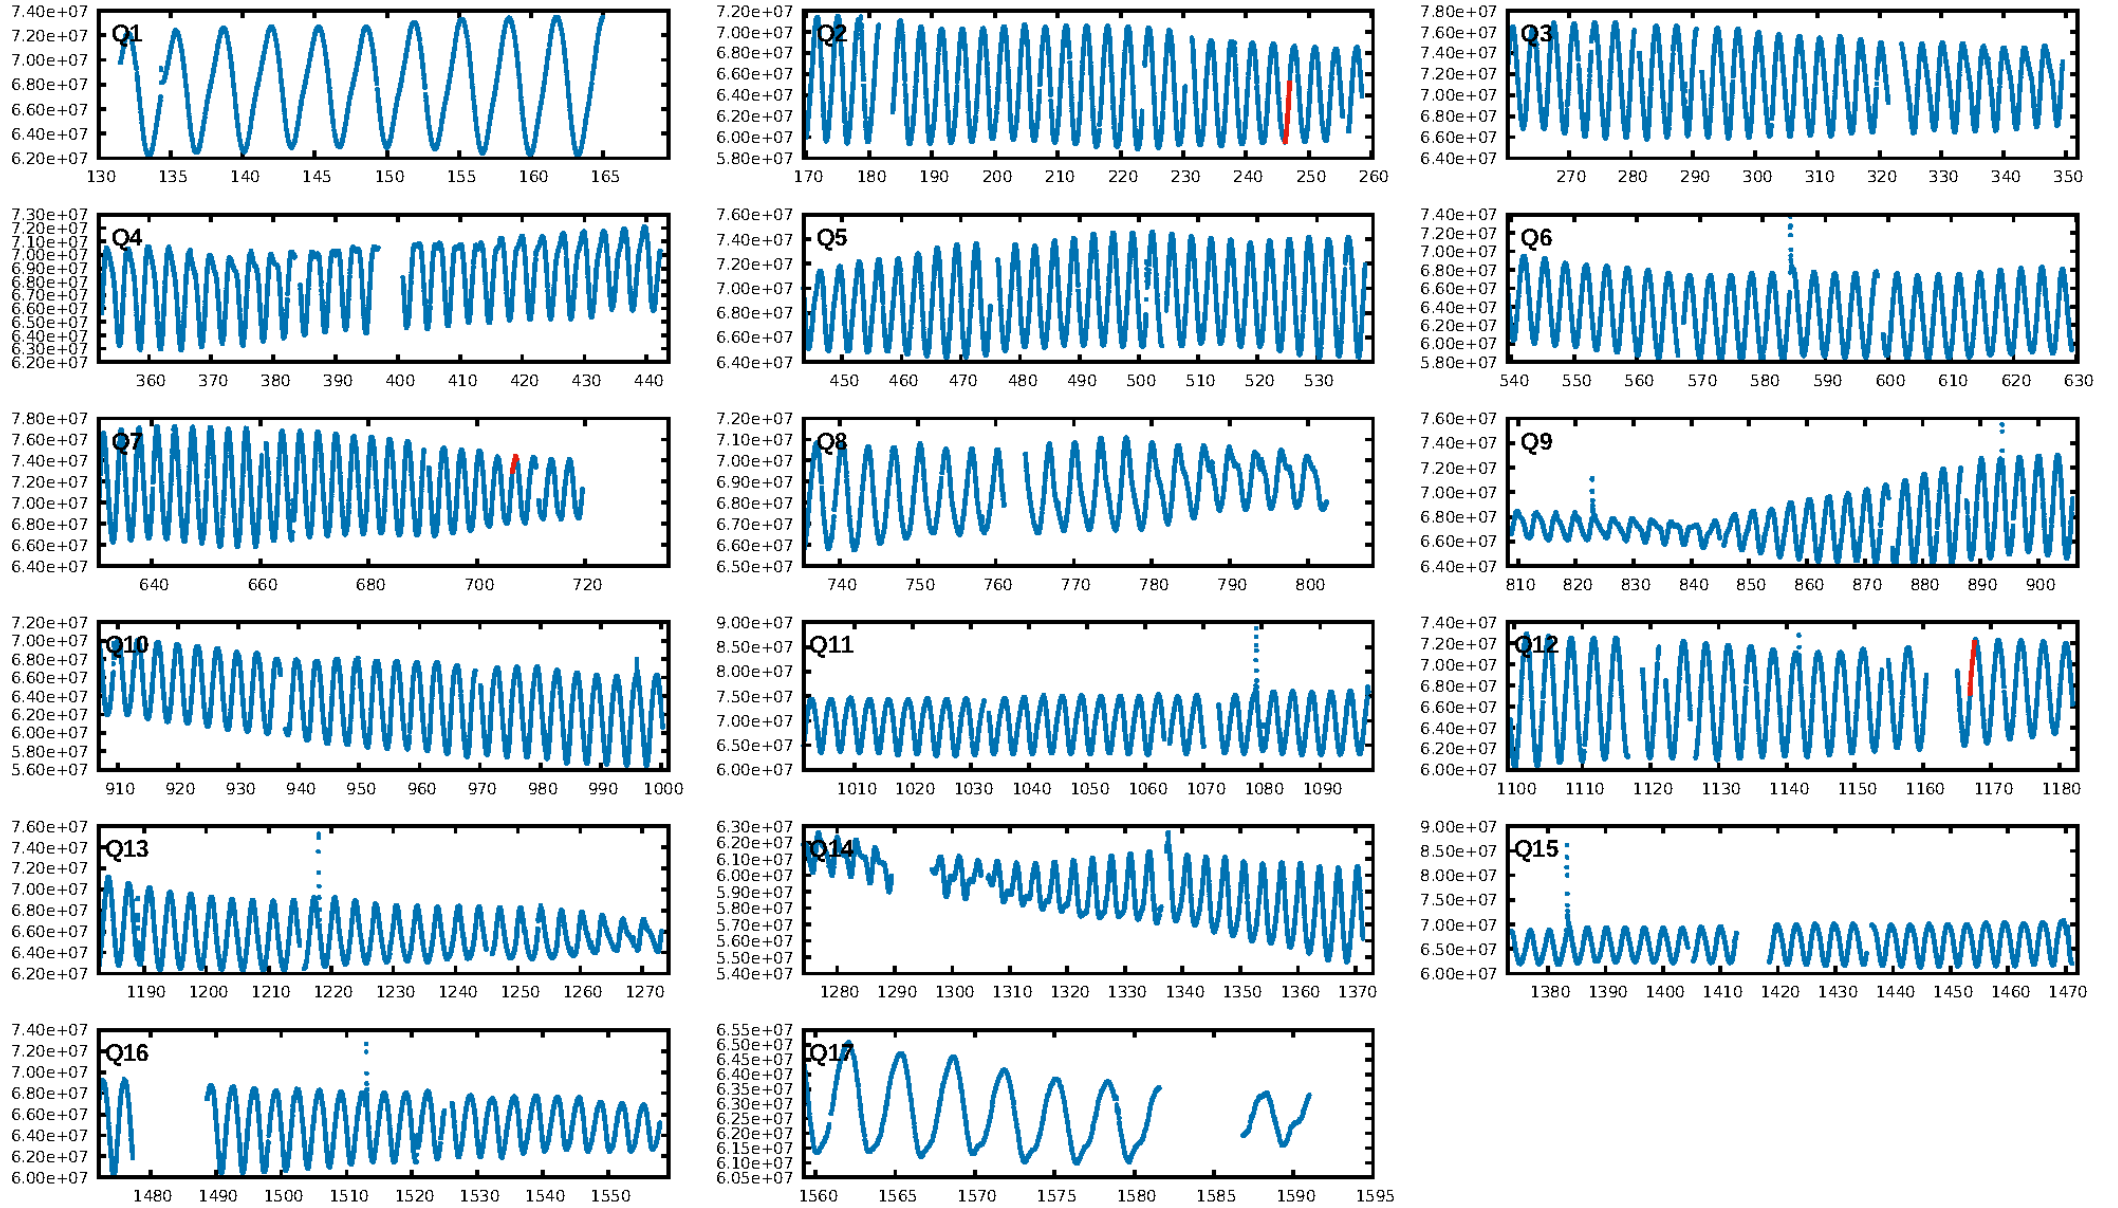 7.40e+07 7.20e+07 7.00e+07 6.80e+07 6.60e+07 6.40e+07 6.20e+07
Q1
130 135 140 145 150 155 160 165
7.20e+07 7.00e+07 6.80e+07 6.60e+07 6.40e+07 6.20e+07 6.00e+07 5.80e+07
Q2
170 180 190 200 210 220 230 240 250 260
7.80e+07 7.60e+07 7.40e+07 7.20e+07 7.00e+07 6.80e+07 6.60e+07 6.40e+07
Q3
270 280 290 300 310 320 330 340 350
7.30e+07 7.20e+07 7.10e+07 7.00e+07 6.90e+07 6.80e+07 6.70e+07 6.60e+07 6.50e+07 6.40e+07 6.30e+07 6.20e+07
Q4
360 370 380 390 400 410 420 430 440
7.60e+07 7.40e+07 7.20e+07 7.00e+07 6.80e+07 6.60e+07 6.40e+07
Q5
450 460 470 480 490 500 510 520 530
7.40e+07 7.20e+07 7.00e+07 6.80e+07 6.60e+07 6.40e+07 6.20e+07 6.00e+07 5.80e+07
Q6
540 550 560 570 580 590 600 610 620 630
7.80e+07 7.60e+07 7.40e+07 7.20e+07 7.00e+07 6.80e+07 6.60e+07 6.40e+07
Q7
640 660 680 700 720
7.20e+07 7.10e+07 7.00e+07 6.90e+07 6.80e+07 6.70e+07 6.60e+07 6.50e+07
Q8
740 750 760 770 780 790 800
7.60e+07 7.40e+07 7.20e+07 7.00e+07 6.80e+07 6.60e+07 6.40e+07
Q9
810 820 830 840 850 860 870 880 890 900
7.20e+07 7.00e+07 6.80e+07 6.60e+07 6.40e+07 6.20e+07 6.00e+07 5.80e+07 5.60e+07
Q10
910 920 930 940 950 960 970 980 990 1000
9.00e+07 8.50e+07 8.00e+07 7.50e+07 7.00e+07 6.50e+07 6.00e+07
Q11
1010 1020 1030 1040 1050 1060 1070 1080 1090
7.40e+07 7.20e+07 7.00e+07 6.80e+07 6.60e+07 6.40e+07 6.20e+07 6.00e+07
Q12
1100 1110 1120 1130 1140 1150 1160 1170 1180
7.60e+07 7.40e+07 7.20e+07 7.00e+07 6.80e+07 6.60e+07 6.40e+07 6.20e+07
Q13
1190 1200 1210 1220 1230 1240 1250 1260 1270
6.30e+07 6.20e+07 6.10e+07 6.00e+07 5.90e+07 5.80e+07 5.70e+07 5.60e+07 5.50e+07 5.40e+07
Q14
1280 1290 1300 1310 1320 1330 1340 1350 1360 1370
9.00e+07 8.50e+07 8.00e+07 7.50e+07 7.00e+07 6.50e+07 6.00e+07
Q15
1380 1390 1400 1410 1420 1430 1440 1450 1460 1470
7.40e+07 7.20e+07 7.00e+07 6.80e+07 6.60e+07 6.40e+07 6.20e+07 6.00e+07
Q16
1480 1490 1500 1510 1520 1530 1540 1550
6.55e+07 6.50e+07 6.45e+07 6.40e+07 6.35e+07 6.30e+07 6.25e+07 6.20e+07 6.15e+07 6.10e+07 6.05e+07
Q17
1560 1565 1570 1575 1580 1585 1590 1595